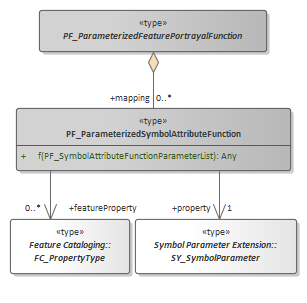 «type»
PF_ParameterizedFeaturePortrayalFunction
+mapping 0..*
«type»
PF_ParameterizedSymbolAttributeFunction
+ f(PF_SymbolAttributeFunctionParameterList): Any
0..* +featureProperty +property 1
«type»
Feature Cataloging::
FC_PropertyType
«type»
Symbol Parameter Extension::
SY_SymbolParameter